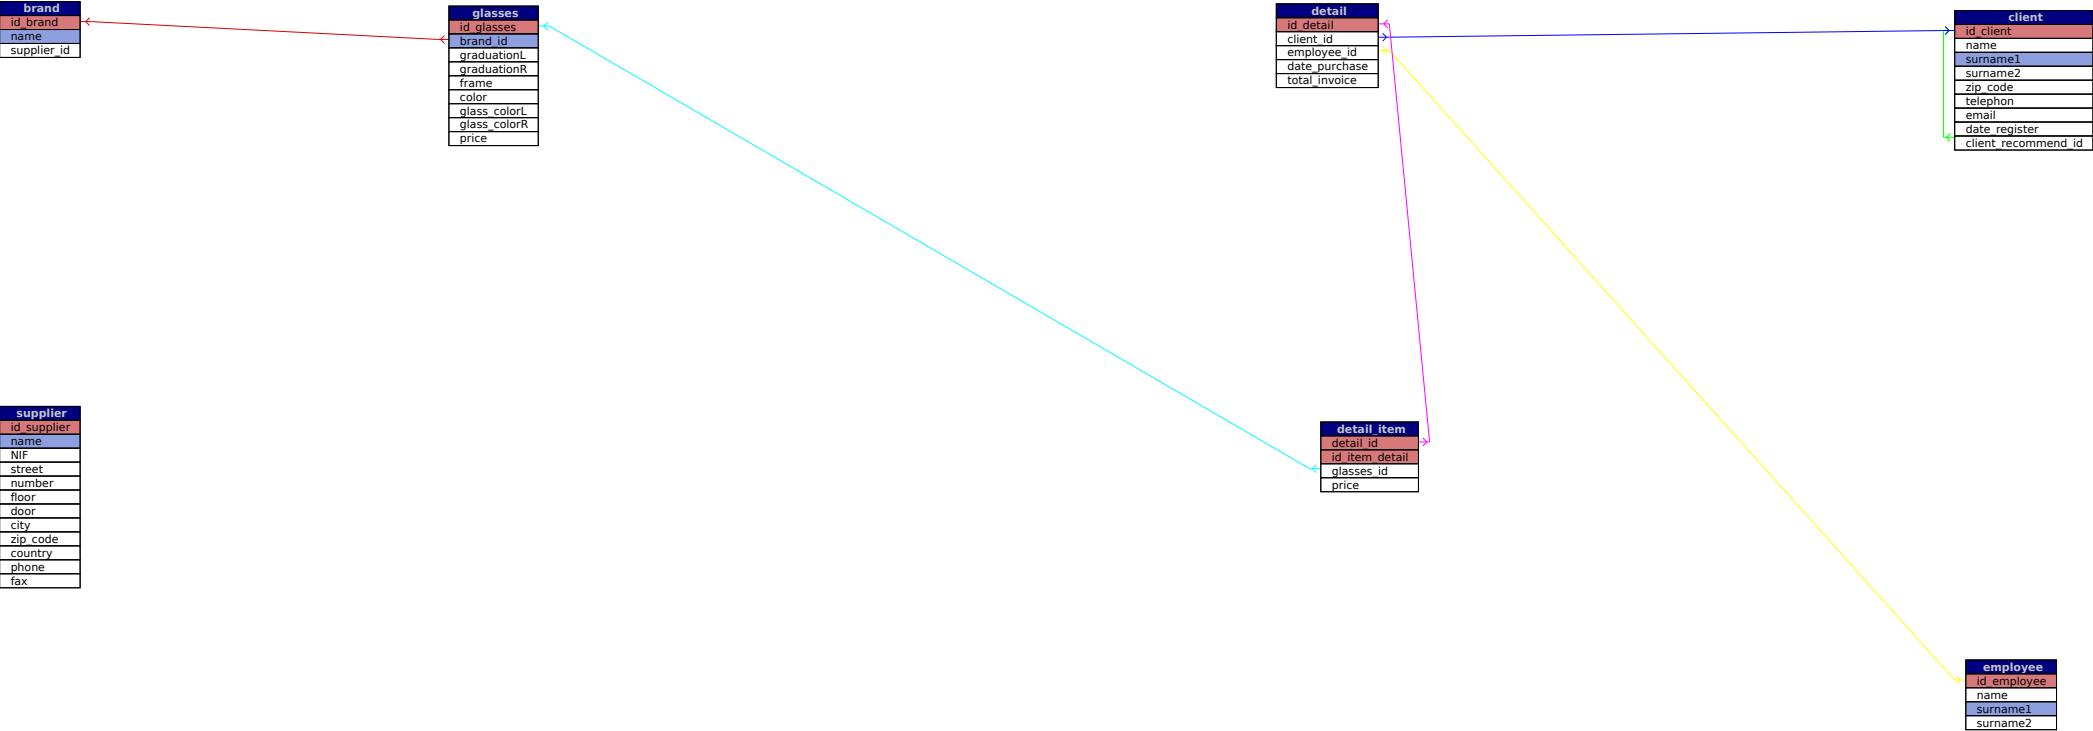 brand
id_brand
name
supplier_id
glasses
id_glasses
brand_id
graduationL
graduationR
frame
color
glass_colorL
glass_colorR
price
detail
id_detail
client_id
employee_id
date_purchase
total_invoice
client
id_client
name
surname1
surname2
zip_code
telephon
email
date_register
client_recommend_id
supplier
id_supplier
name
NIF
street
number
floor
door
city
zip_code
country
phone
fax
detail_item
detail_id
id_item_detail
glasses_id
price
employee
id_employee
name
surname1
surname2